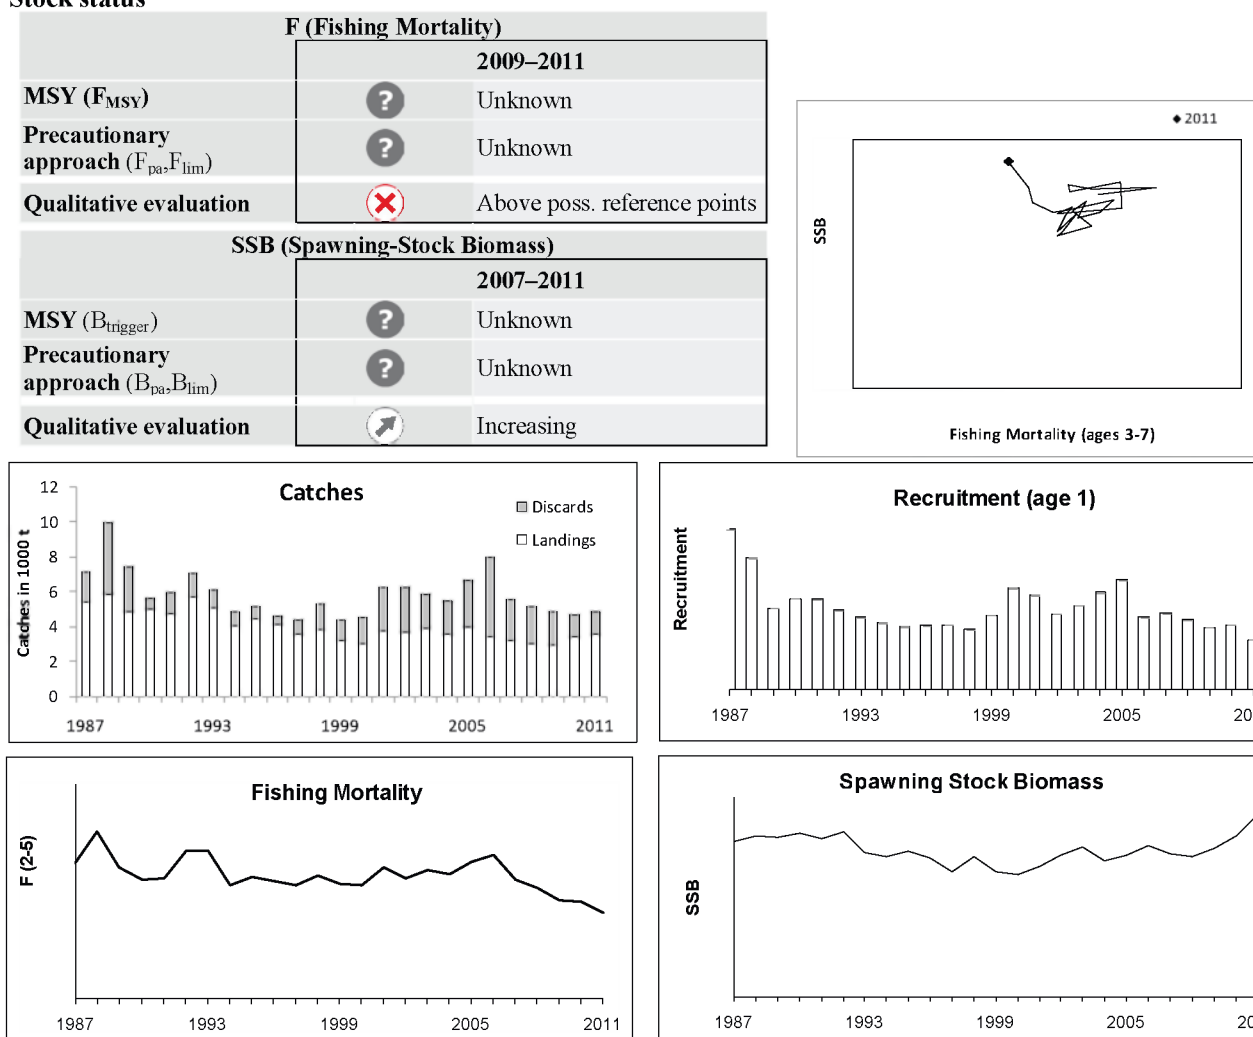 Stock status
F (Fishing Mortality)
2009–2011
MSY (FMSY)
? Unknown
Precautionary
approach (Fpa,Flim)
? Unknown
Qualitative evaluation
Above poss. reference points
SSB (Spawning-Stock Biomass)
2007–2011
MSY (Btrigger)
? Unknown
Precautionary
approach (Bpa,Blim)
? Unknown
Qualitative evaluation
Increasing
2011
SSB
Fishing Mortality (ages 3-7)
Catches
Discards
Landings
Catches in 1000 t
12
10
8
6
4
2
0
1987 1993 1999 2005 2011
Recruitment (age 1)
Recruitment
1987 1993 1999 2005 20
Fishing Mortality
F (2-5)
1987 1993 1999 2005 2011
Spawning Stock Biomass
SSB
1987 1993 1999 2005 20